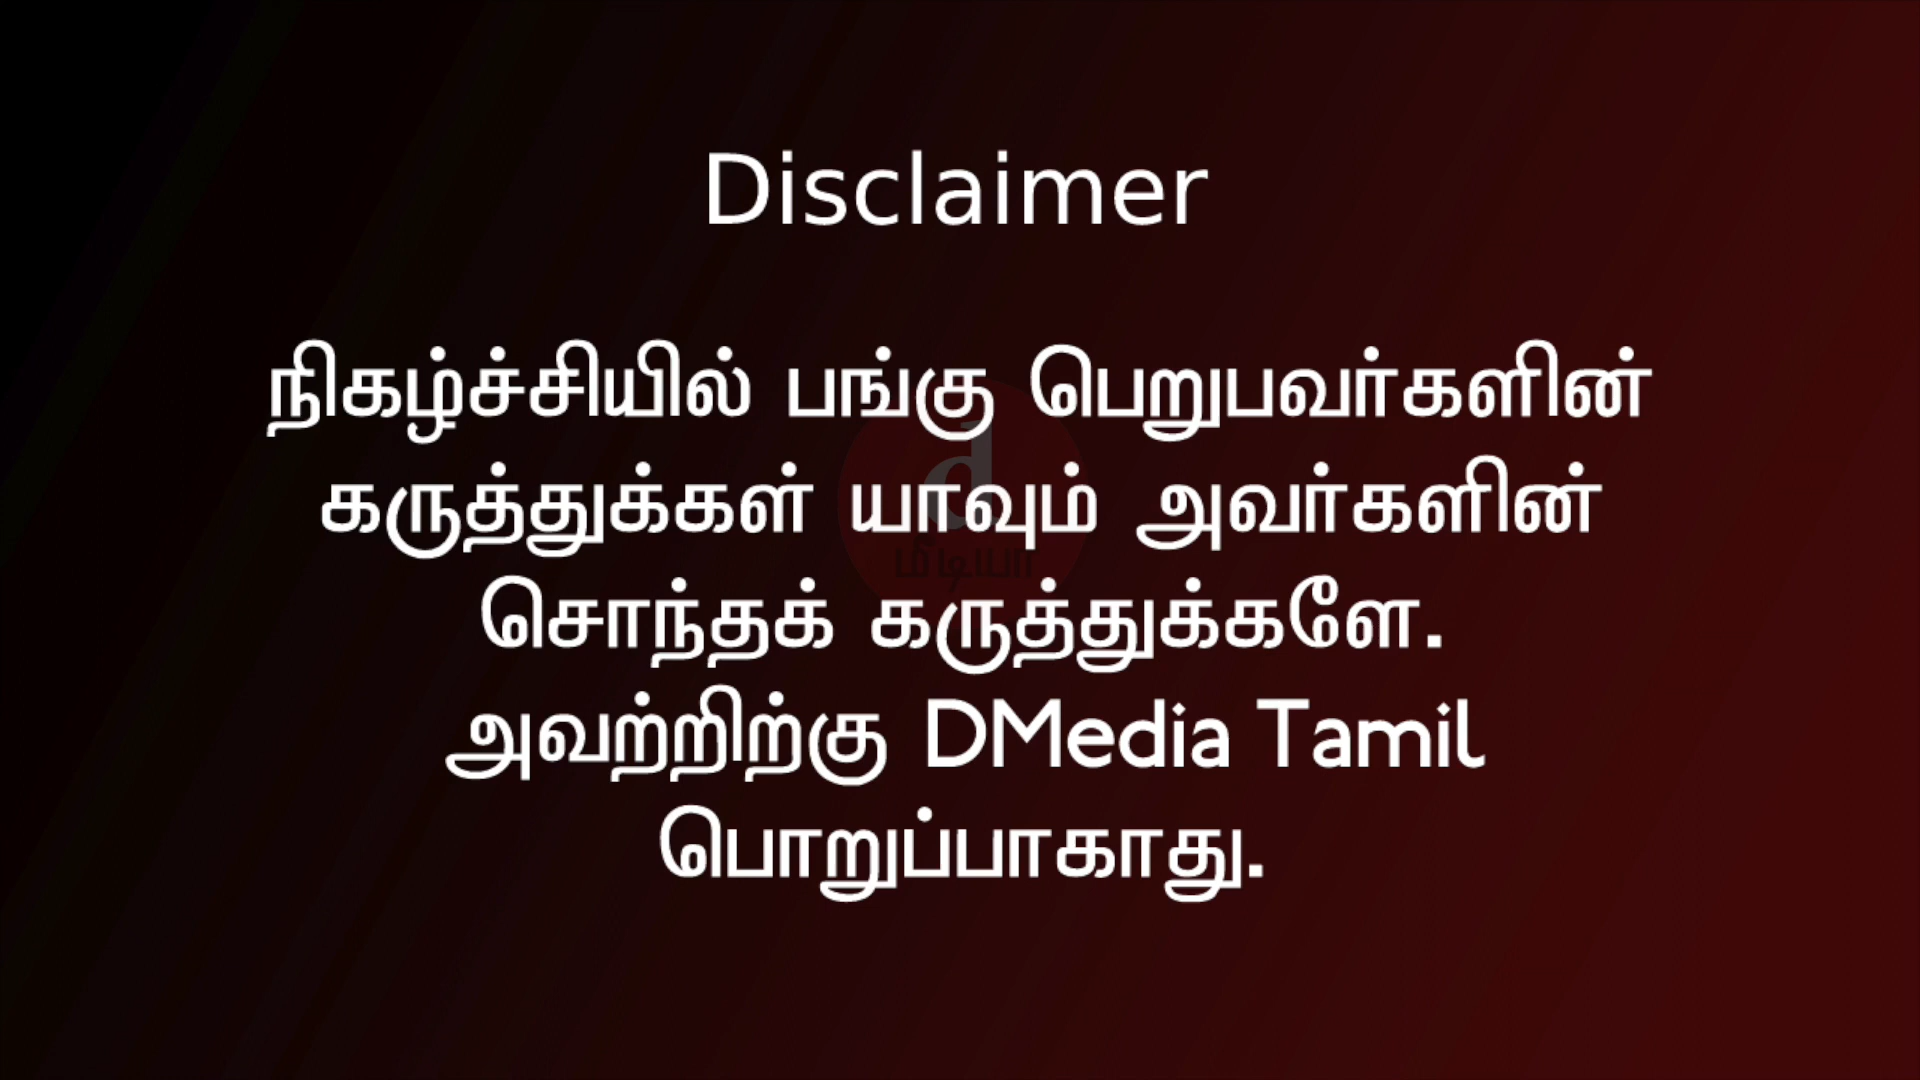 Disclaimer
நிகழ்ச்சியில் பங்கு பெறுபவர்களின்
கருத்துக்கள் யாவும் அவர்களின்
சொந்தக் கருத்துக்களே.
அவற்றிற்கு DMedia Tamil
பொறுப்பாகாது.
d
மீடியா